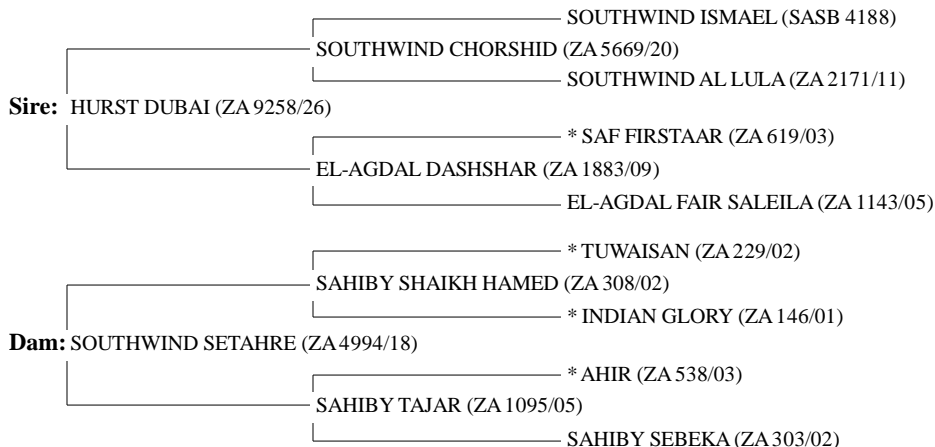 SOUTHWIND ISMAEL (SASB 4188)
SOUTHWIND CHORSHID (ZA 5669/20)
SOUTHWIND AL LULA (ZA 2171/11)
Sire: HURST DUBAI (ZA 9258/26)
* SAF FIRSTAAR (ZA 619/03)
EL-AGDAL DASHSHAR (ZA 1883/09)
EL-AGDAL FAIR SALEILA (ZA 1143/05)
* TUWAISAN (ZA 229/02)
SAHIBY SHAIKH HAMED (ZA 308/02)
* INDIAN GLORY (ZA 146/01)
Dam: SOUTHWIND SETAHRE (ZA 4994/18)
* AHIR (ZA 538/03)
SAHIBY TAJAR (ZA 1095/05)
SAHIBY SEBEKA (ZA 303/02)